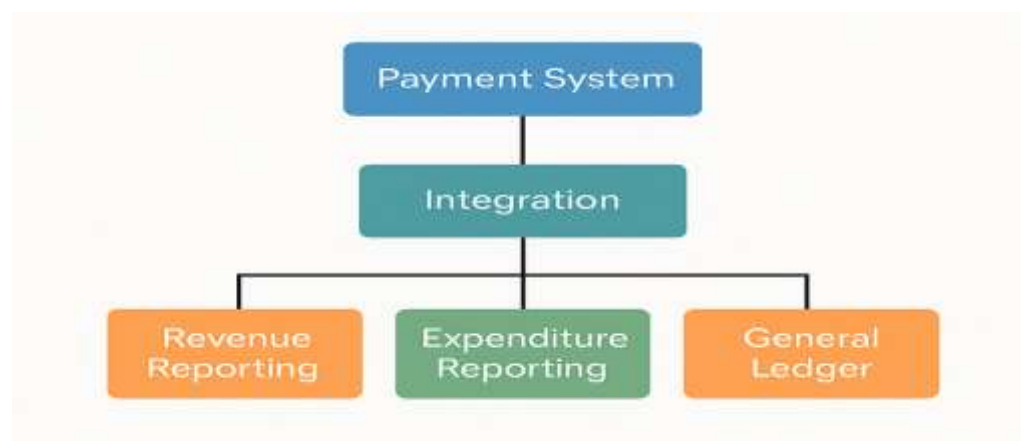 Payment System
Integration
Revenue
Reporting
Expenditure
Reporting
General
Ledger